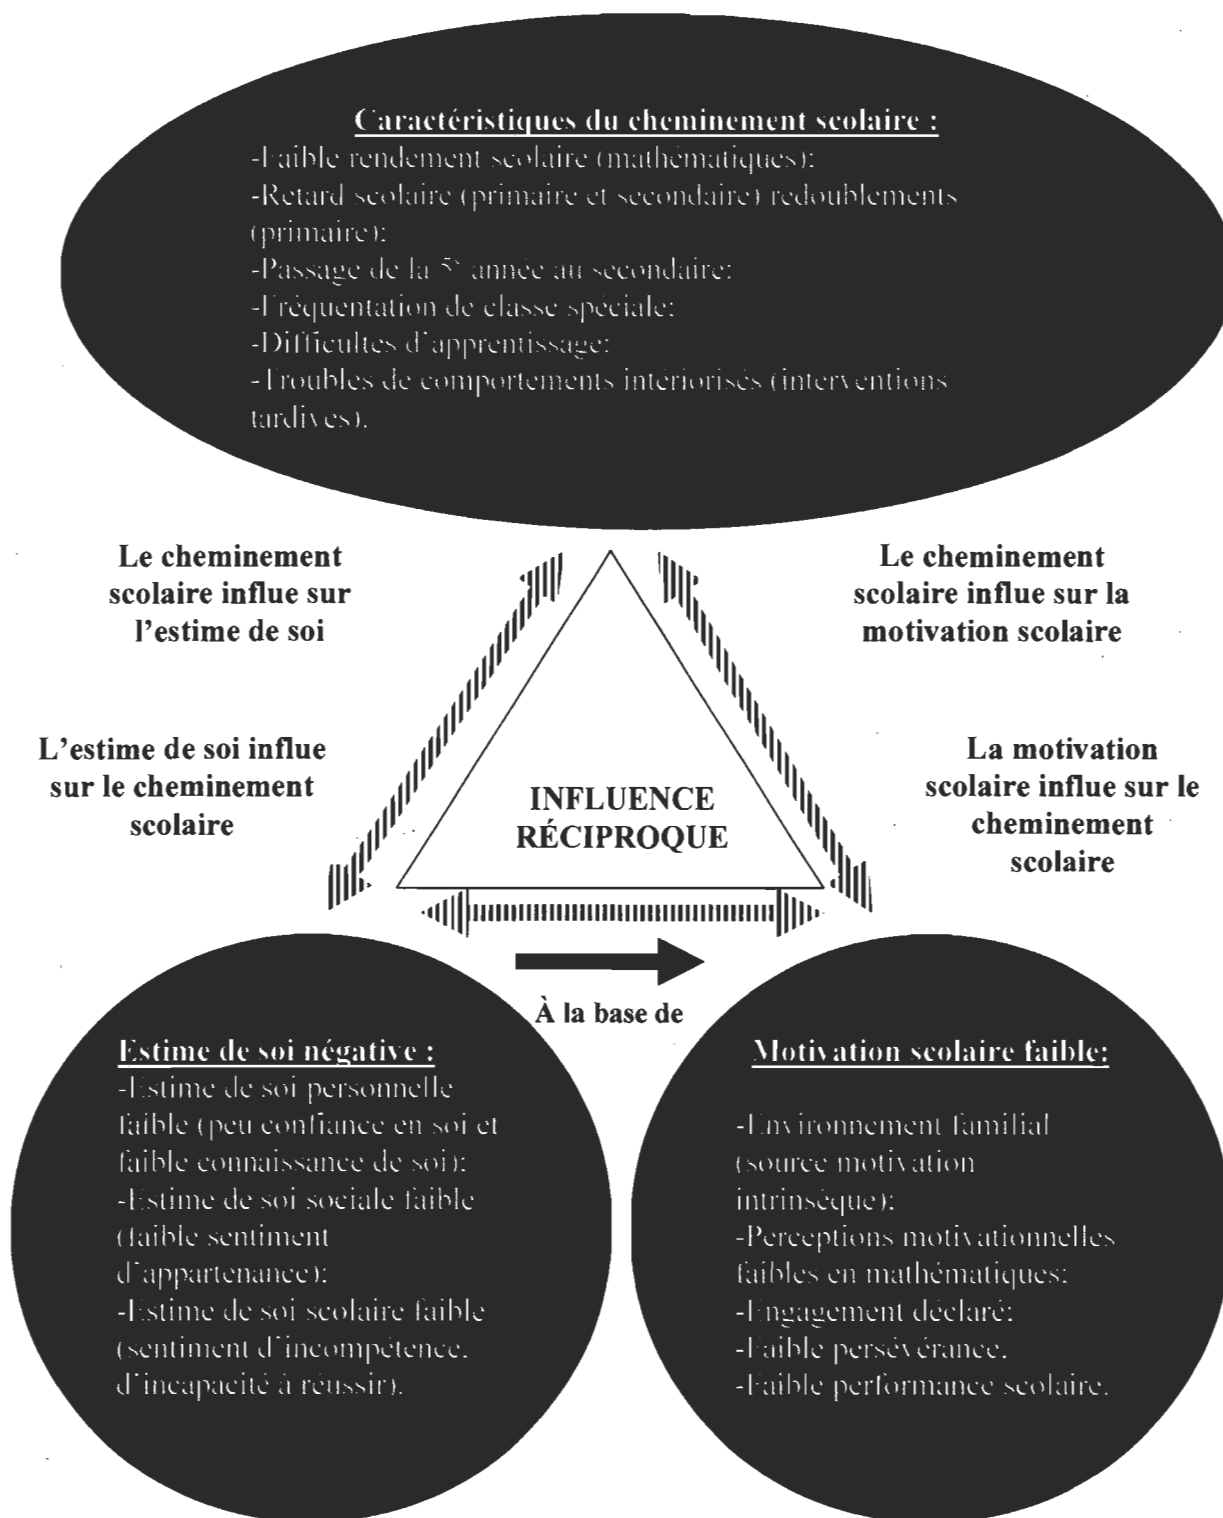 Caractéristiques du cheminement scolaire :
-Faible rendement scolaire (mathématiques);
-Retard scolaire (primaire et secondaire) redoublements
(primaire);
-Passage de la 5e année au secondaire;
-Fréquentation de classe spéciale;
-Difficultés d'apprentissage;
-Troubles de comportements intériorisés (interventions
tardives).
Le cheminement
scolaire influe sur
l'estime de soi
Le cheminement
scolaire influe sur la
motivation scolaire
L'estime de soi influe
sur le cheminement
scolaire
La motivation
scolaire influe sur le
cheminement
scolaire
INFLUENCE
RÉCIPROQUE
À la base de
Estime de soi négative :
-Estime de soi personnelle
faible (peu confiance en soi et
faible connaissance de soi);
-Estime de soi sociale faible
(faible sentiment
d'appartenance);
-Estime de soi scolaire faible
(sentiment d'incompétence,
d'incapacité à réussir).
Motivation scolaire faible:
-Environnement familial
(source motivation
intrinsèque);
-Perceptions motivationnelles
faibles en mathématiques;
-Engagement déclaré;
-Faible persévérance.
-Faible performance scolaire.